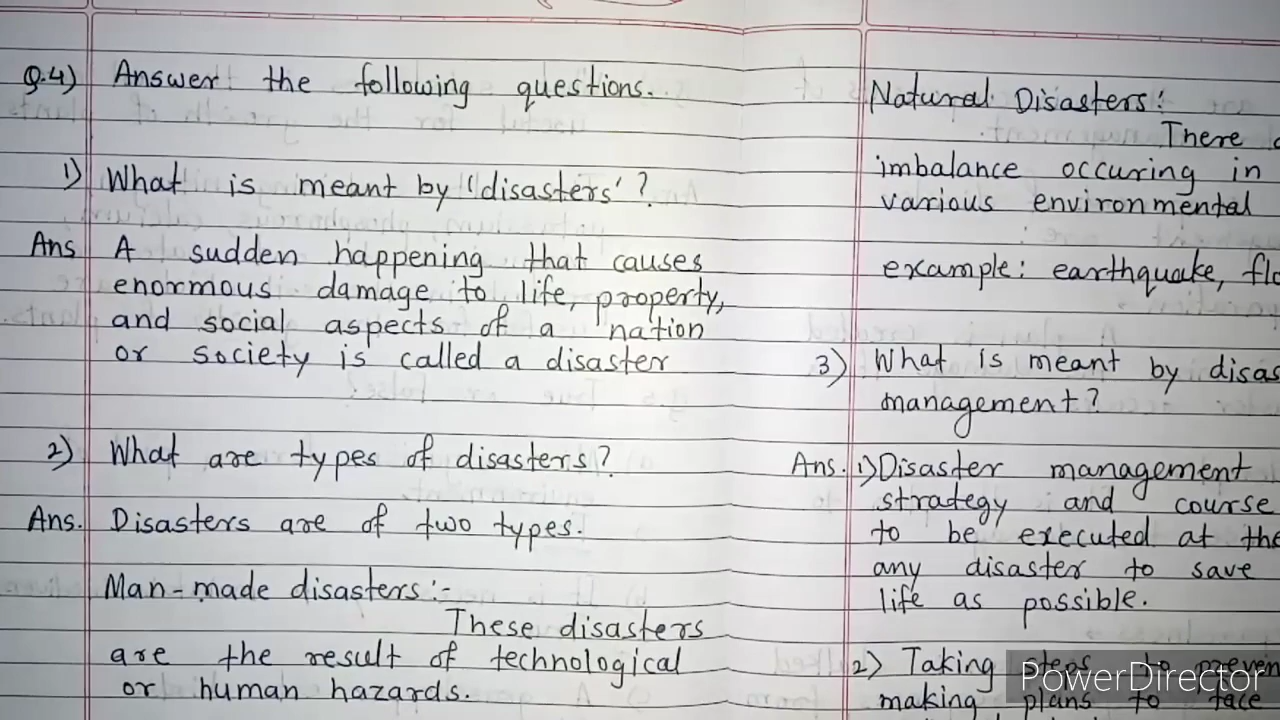 Q.4) Answer the following questions.
1) What is meant by 'disasters'?
Ans A sudden happening that causes
enormous damage to life, property,
and social aspects of a nation
or society is called a disaster
2) What are types of disasters?
Ans. Disasters are of two types.
Man-made disasters:-
These disasters
are the result of technological
or human hazards.
Natural Disasters:
There
imbalance occuring in
various environmental
example: earthquake, flo
3) What is meant by disas
management?
Ans. 1) Disaster management
strategy and course
to be executed at the
any disaster to save
life as possible.
2) Taking steps to preven
making plans to face
PowerDirector